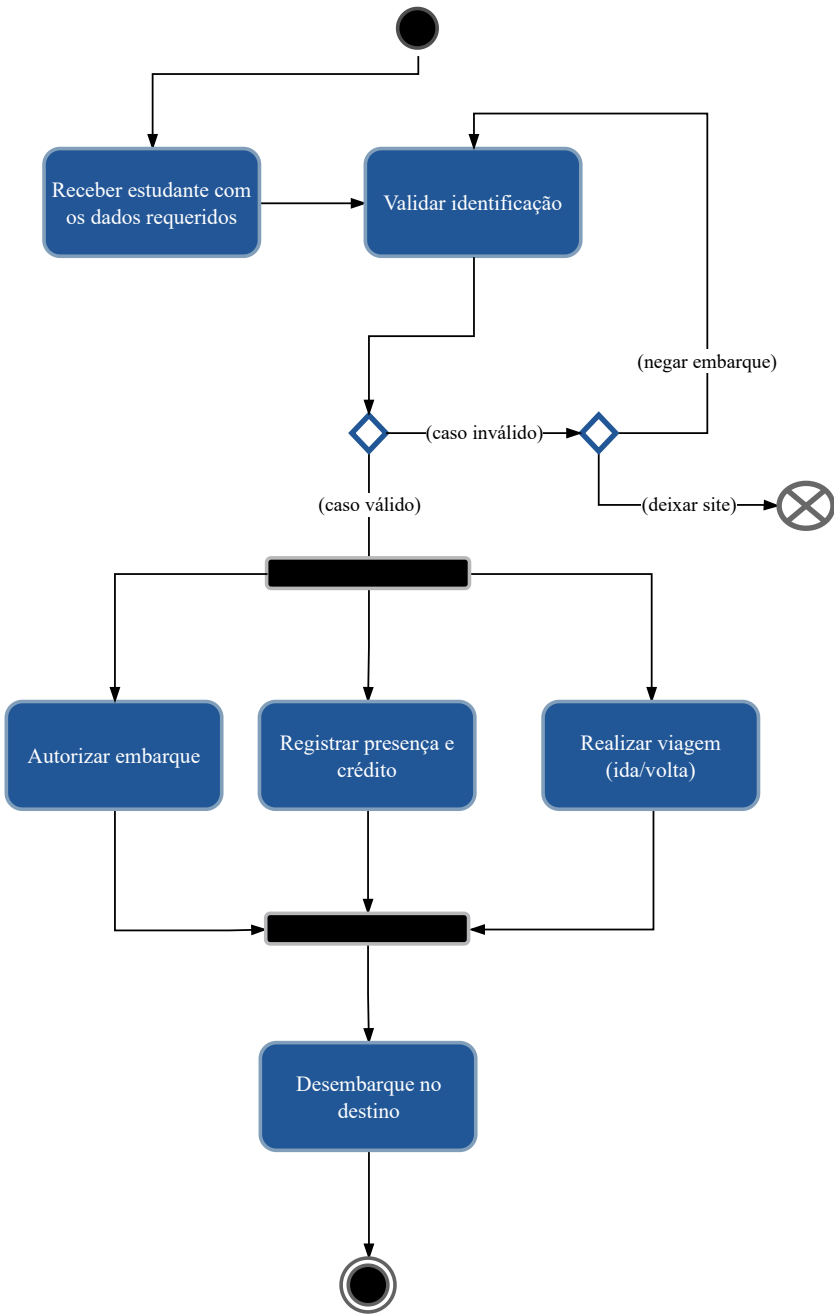 Receber estudante com
os dados requeridos
Validar identificação
(negar embarque)
(caso inválido)
(caso válido)
(deixar site)
Autorizar embarque
Registrar presença e
crédito
Realizar viagem
(ida/volta)
Desembarque no
destino